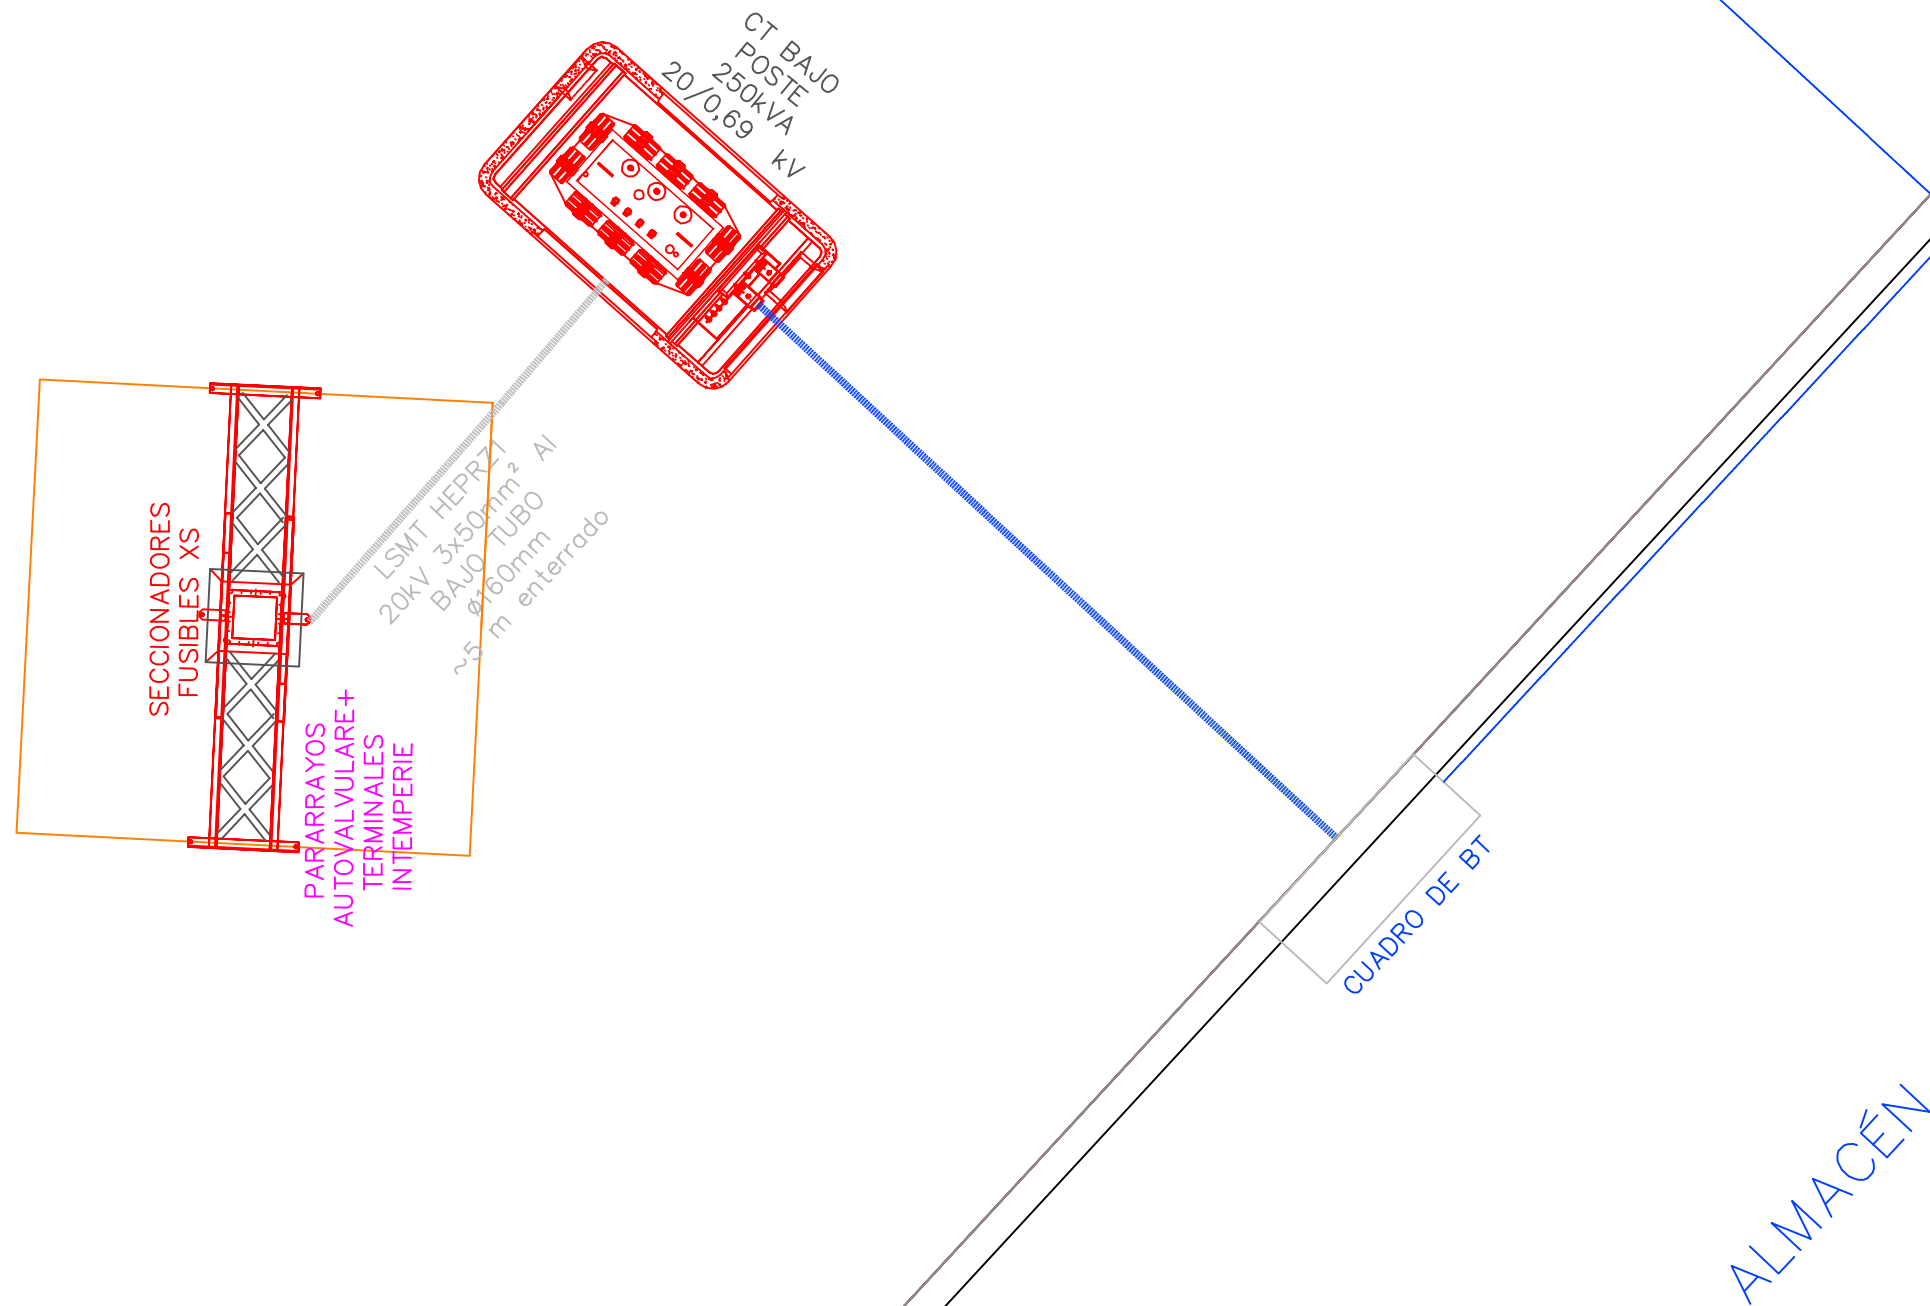 CT BAJO
POSTE
250kVA
20/0,69 kV
LSMT HEPRZ1
20kV 3x50mm² Al
BAJO TUBO
ø160mm
~5 m enterrado
SECCIONADORES
FUSIBLES XS
PARARRAYOS
AUTOVALVULARE+
TERMINALES
INTEMPERIE
CUADRO DE BT
ALMACÉN